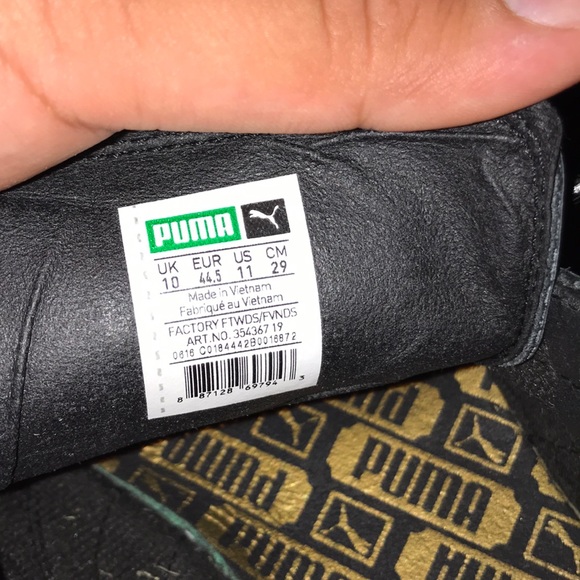 PUMA
UK EUR US CM
10 44.5 11 29
Made in Vietnam
Fabriqué au Vietnam
FACTORY FTWDS/FVNDS
ART.NO. 354367 19
0616 C0184442B0016872
8 87128 69794 3
PUMA
PUMA
PUMA